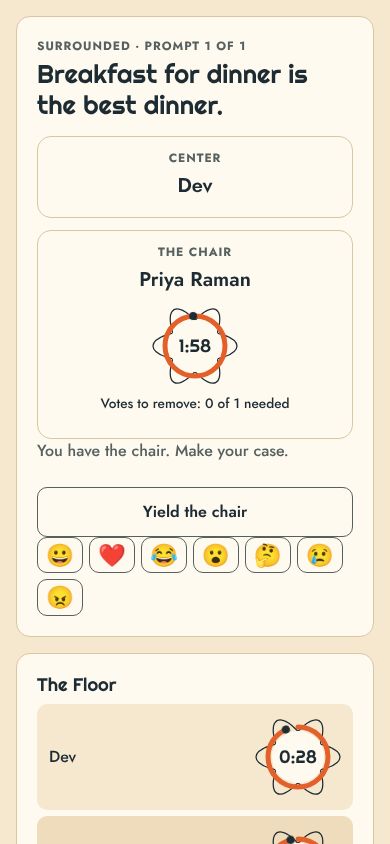 SURROUNDED · PROMPT 1 OF 1
Breakfast for dinner is
the best dinner.
CENTER
Dev
THE CHAIR
Priya Raman
1:58
Votes to remove: 0 of 1 needed
You have the chair. Make your case.
Yield the chair
The Floor
Dev
0:28